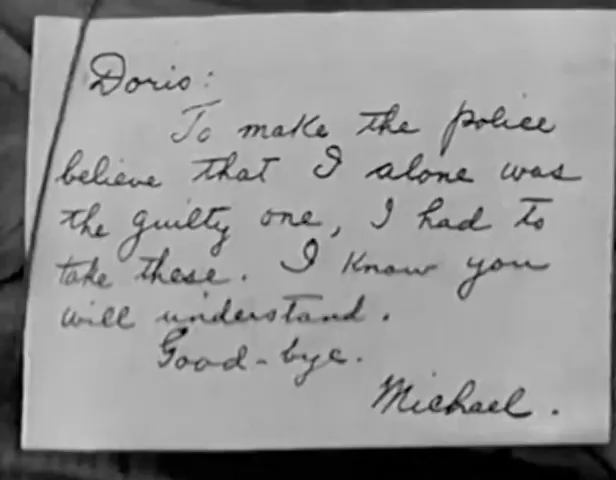 Doris:
To make the police
believe that I alone was
the guilty one, I had to
take these. I know you
will understand.
Good-bye.
Michael.